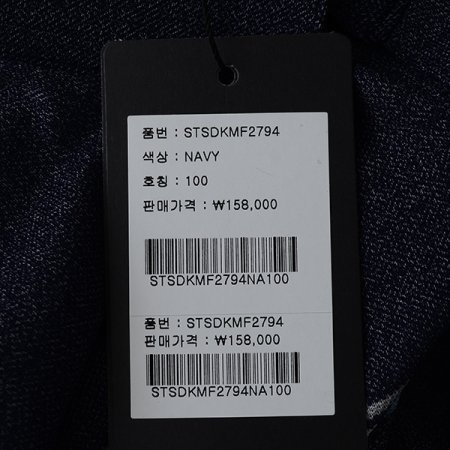 품번 : STSDKMF2794
색상 : NAVY
호칭 : 100
판매가격 : ₩158,000
STSDKMF2794NA100
품번 : STSDKMF2794
판매가격 : ₩158,000
STSDKMF2794NA100